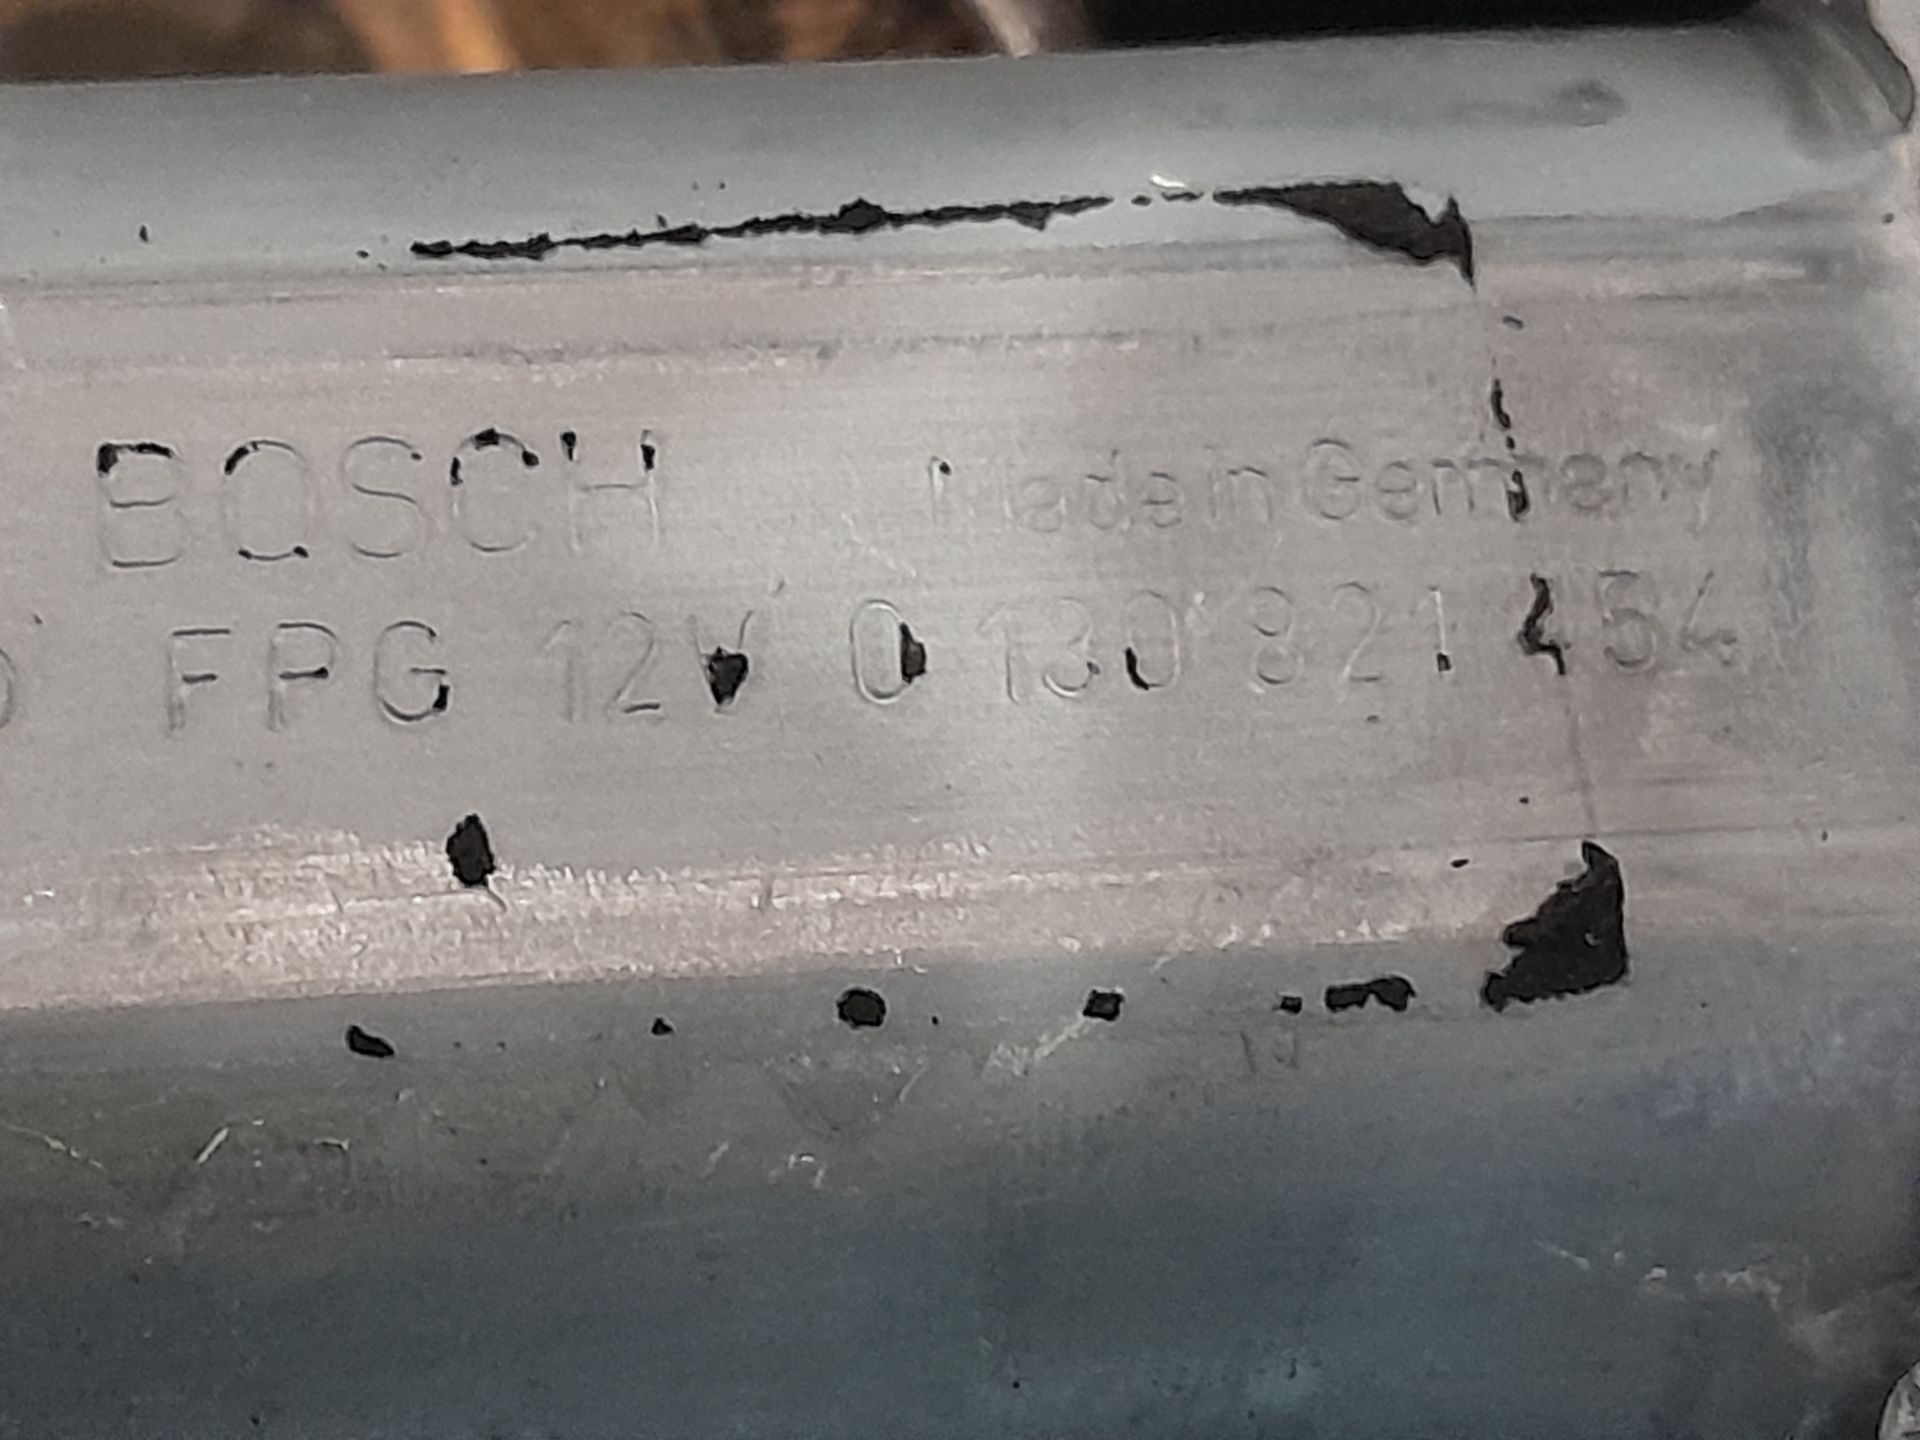 BOSCH Made in Germany
FPG 12V 0 130 821 454